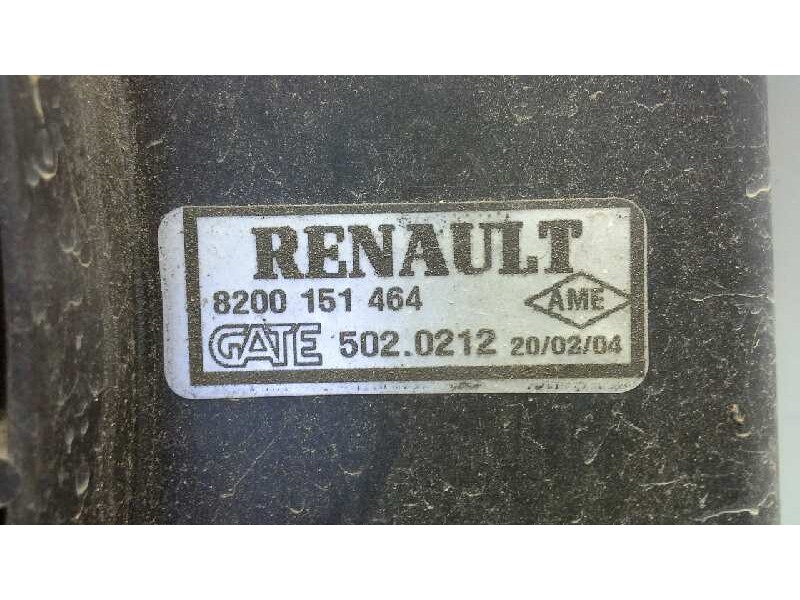 RENAULT
8200 151 464
AME
GATE 502.0212 20/02/04